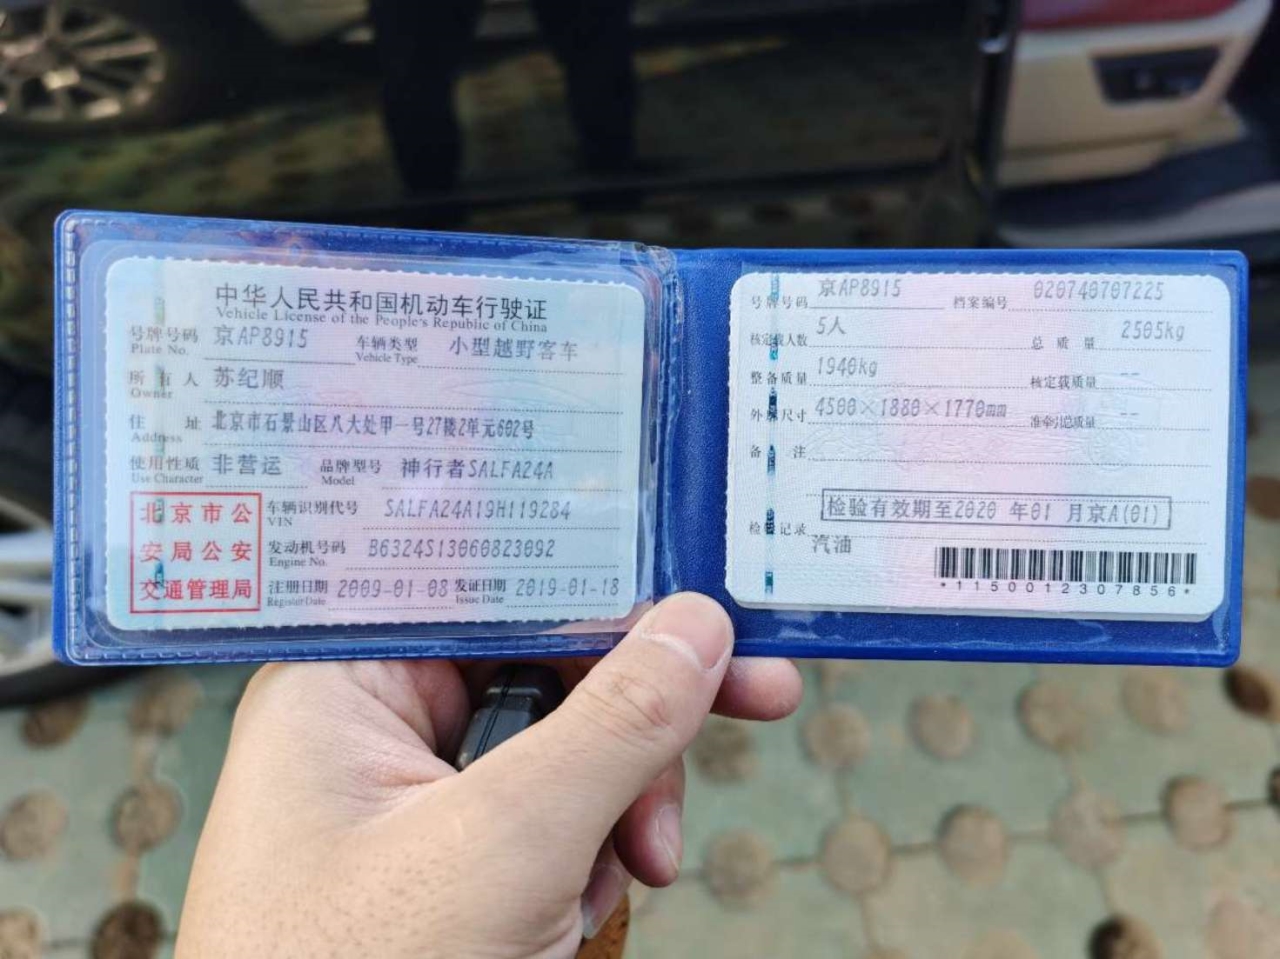 中华人民共和国机动车行驶证
Vehicle License of the People's Republic of China
号牌号码 京AP8915 车辆类型 小型越野客车
Plate No. Vehicle Type
所有人 苏纪顺
Owner
住址 北京市石景山区八大处甲一号27楼2单元602号
Address
使用性质 非营运 品牌型号 神行者SALFA24A
Use Character Model
北京市公
安局公安
交通管理局
车辆识别代号 SALFA24A19H119284
VIN
发动机号码 B6324S13060823092
Engine No.
注册日期 2009-01-08 发证日期 2019-01-18
Register Date Issue Date
号牌号码 京AP8915 档案编号 020740707225
核定载人数 5人 总质量 2505kg
整备质量 1940kg 核定载质量 --
外廓尺寸 4500×1880×1770mm 准牵引总质量 --
备注
检验有效期至2020年01月京A(01)
检验记录
汽油
*1150012307856*